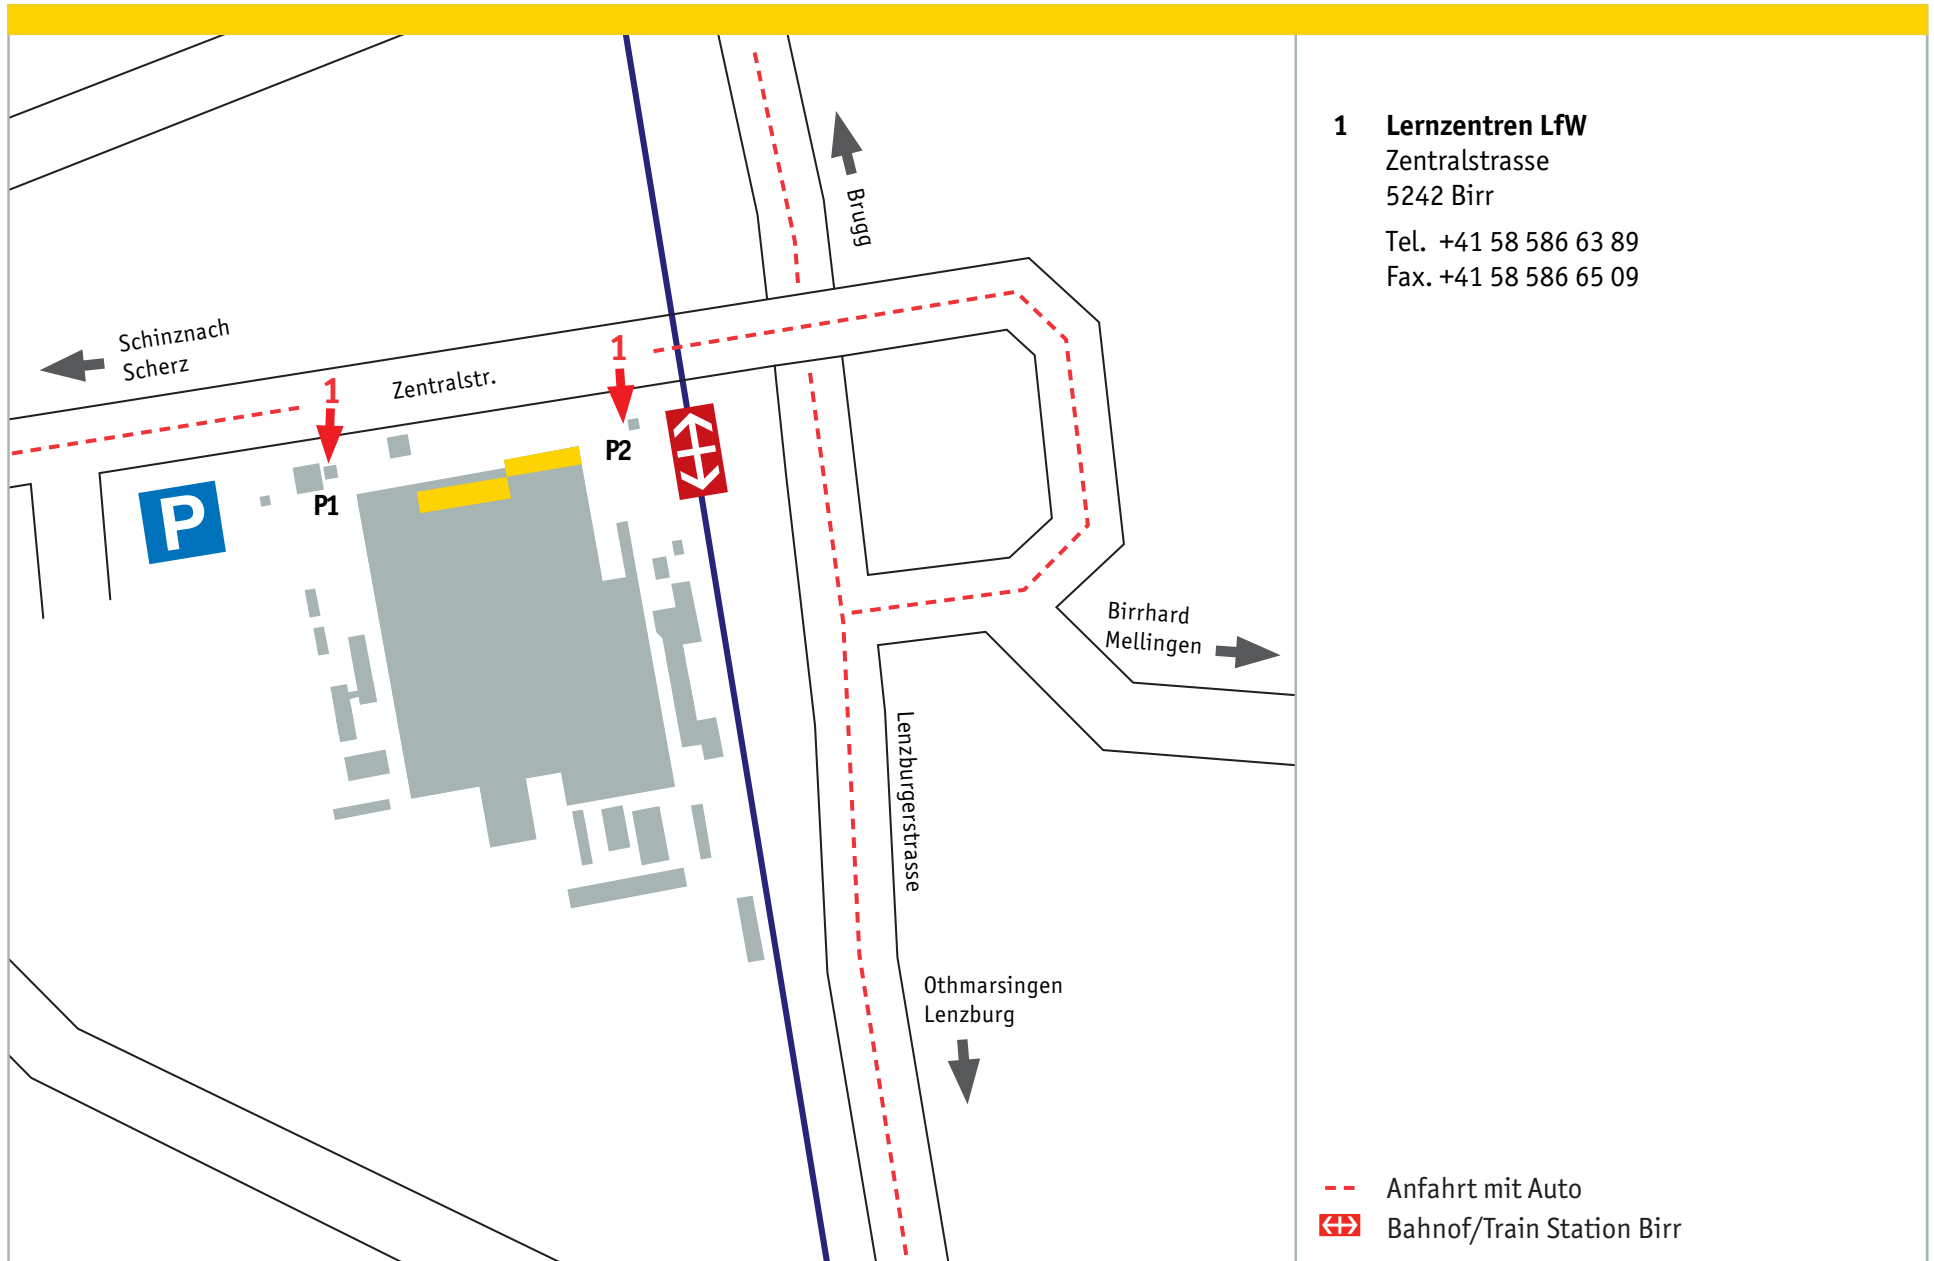 Brugg
Schinznach
Scherz
Zentralstr.
1
1
P1
P2
P
Birrhard
Mellingen
Lenzburgerstrasse
Othmarsingen
Lenzburg
1 Lernzentren LfW
Zentralstrasse
5242 Birr
Tel. +41 58 586 63 89
Fax. +41 58 586 65 09
Anfahrt mit Auto
Bahnof/Train Station Birr